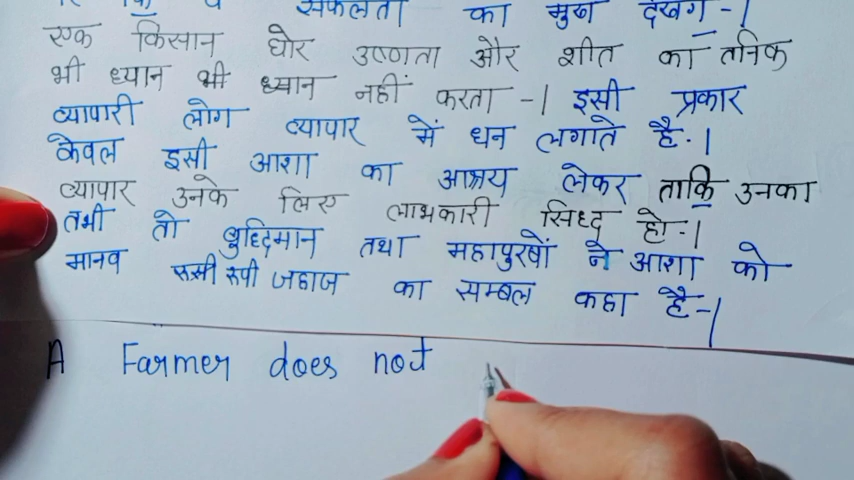 कि वे सफलता का मुख देखेंगे -।
एक किसान घोर उष्णता और शीत का तनिक
भी ध्यान भी ध्यान नहीं करता -। इसी प्रकार
व्यापारी लोग व्यापार में धन लगाते है -।
केवल इसी आशा का आश्रय लेकर ताकि उनका
व्यापार उनके लिए लाभकारी सिध्द हो -।
तभी तो बुध्दिमान तथा महापुरषों ने आशा को
मानव रूपी जहाज का सम्बल कहा है -।
A Farmer does not